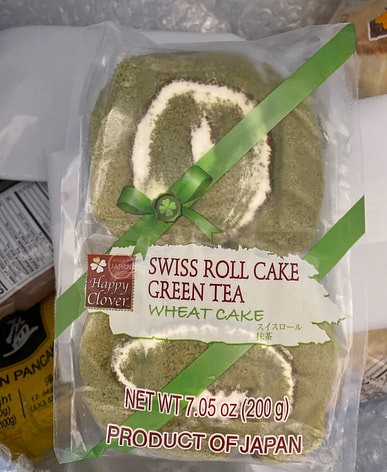 JAPAN
Happy
Clover
SWISS ROLL CAKE
GREEN TEA
WHEAT CAKE
スイスロール
抹茶
NET WT 7.05 oz (200 g)
PRODUCT OF JAPAN
N PANCA